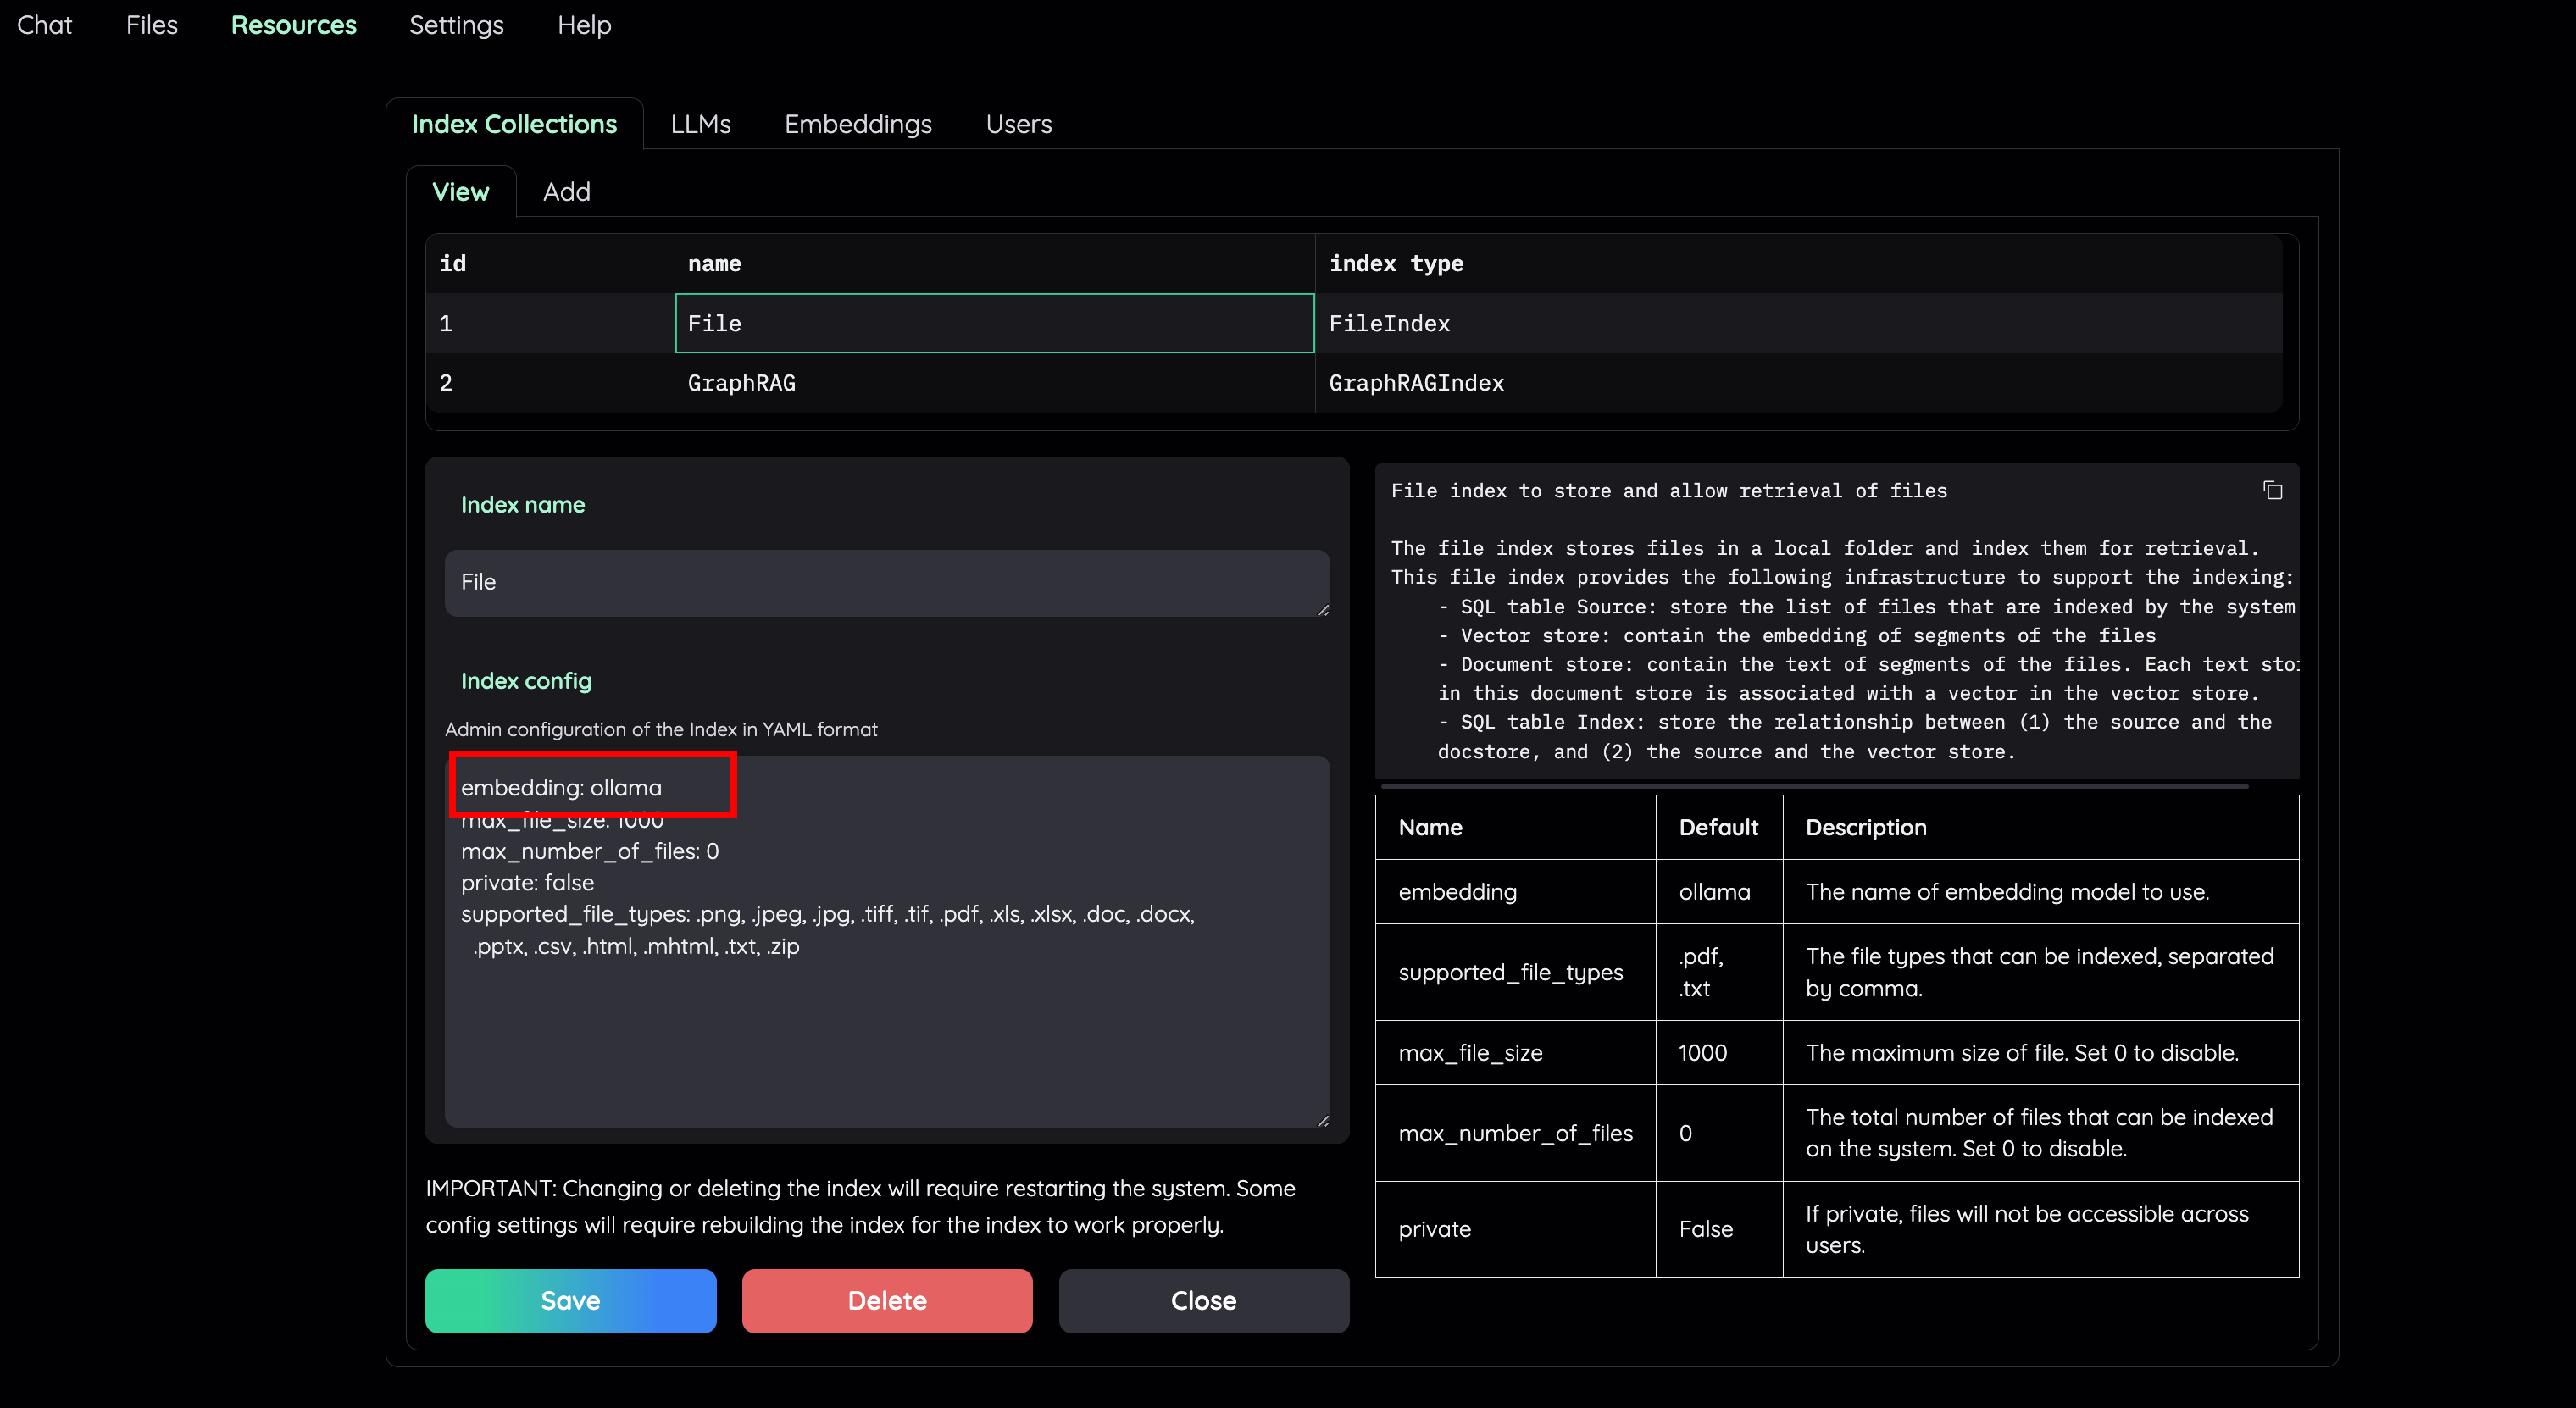 Chat Files Resources Settings Help
Index Collections LLMs Embeddings Users
View Add
id name index type
1 File FileIndex
2 GraphRAG GraphRAGIndex
Index name
File
Index config
Admin configuration of the Index in YAML format
embedding: ollama
max_file_size: 1000
max_number_of_files: 0
private: false
supported_file_types: .png, .jpeg, .jpg, .tiff, .tif, .pdf, .xls, .xlsx, .doc, .docx,
.pptx, .csv, .html, .mhtml, .txt, .zip
IMPORTANT: Changing or deleting the index will require restarting the system. Some
config settings will require rebuilding the index for the index to work properly.
Save Delete Close
File index to store and allow retrieval of files
The file index stores files in a local folder and index them for retrieval.
This file index provides the following infrastructure to support the indexing:
- SQL table Source: store the list of files that are indexed by the system
- Vector store: contain the embedding of segments of the files
- Document store: contain the text of segments of the files. Each text
in this document store is associated with a vector in the vector store.
- SQL table Index: store the relationship between (1) the source and the
docstore, and (2) the source and the vector store.
Name Default Description
embedding ollama The name of embedding model to use.
supported_file_types .pdf, .txt The file types that can be indexed, separated
by comma.
max_file_size 1000 The maximum size of file. Set 0 to disable.
max_number_of_files 0 The total number of files that can be indexed
on the system. Set 0 to disable.
private False If private, files will not be accessible across
users.